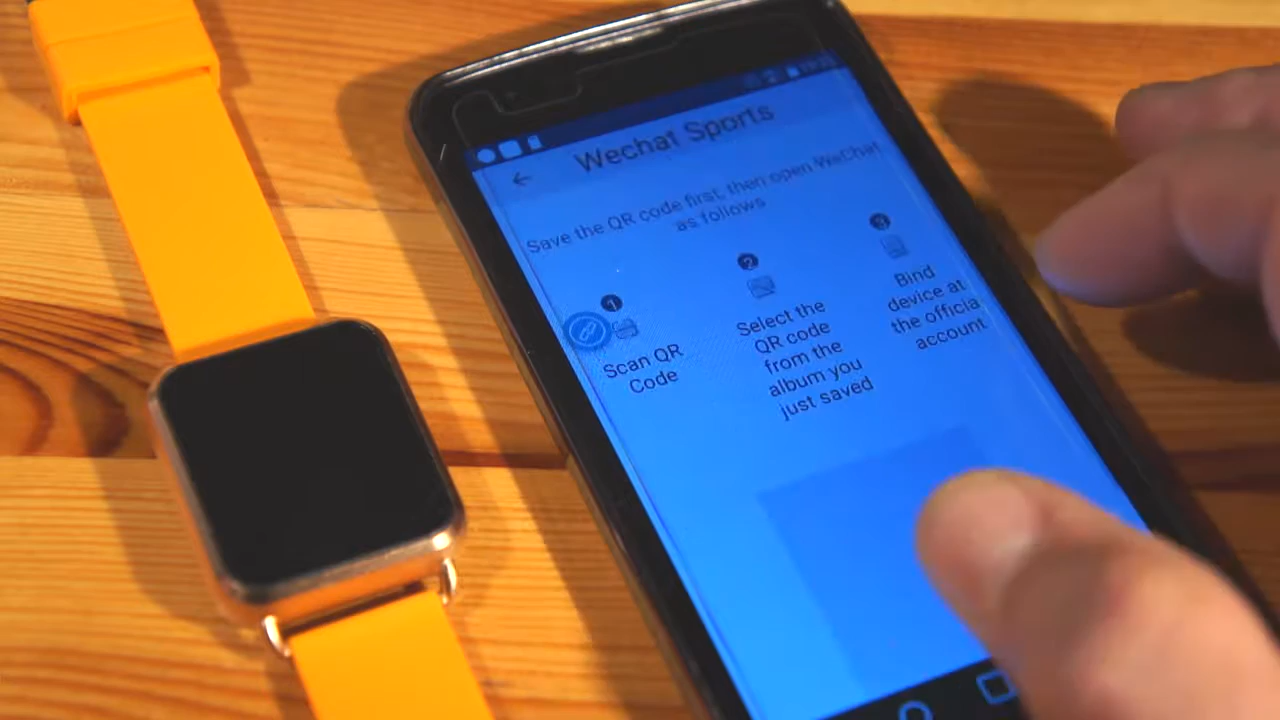 Wechat Sports
Save the QR code first, then open WeChat
as follows
1
2
3
Scan QR
Code
Select the
QR code
from the
album you
just saved
Bind
device at
the official
account